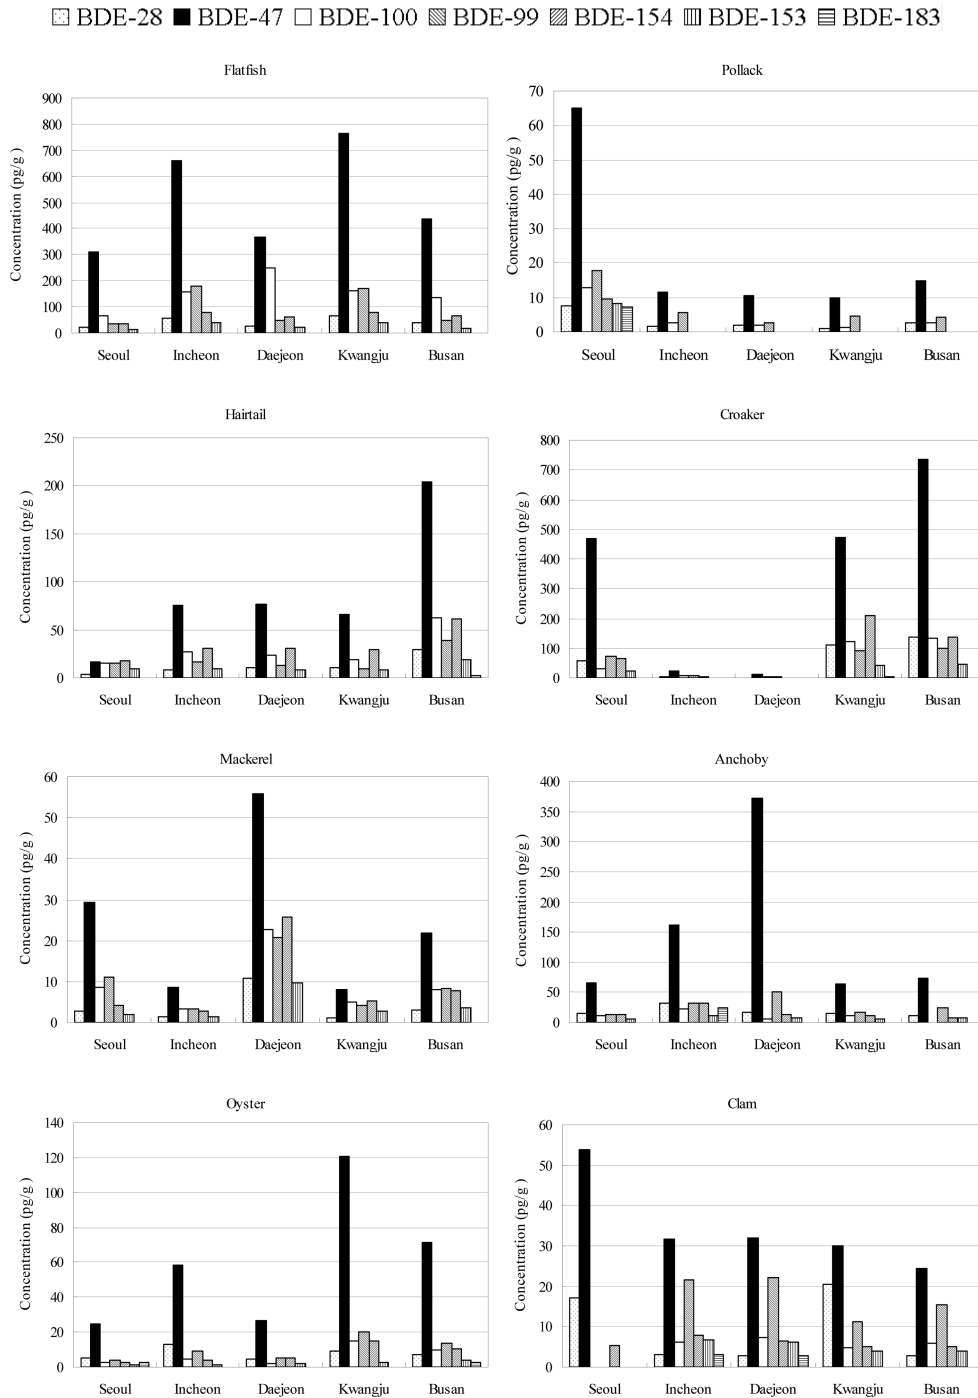 BDE-28 BDE-47 BDE-100 BDE-99 BDE-154 BDE-153 BDE-183
Flatfish
Concentration (pg/g )
900
800
700
600
500
400
300
200
100
0
Seoul Incheon Daejeon Kwangju Busan
Pollack
Concentration (pg/g )
70
60
50
40
30
20
10
0
Seoul Incheon Daejeon Kwangju Busan
Hairtail
Concentration (pg/g )
250
200
150
100
50
0
Seoul Incheon Daejeon Kwangju Busan
Croaker
Concentration (pg/g )
800
700
600
500
400
300
200
100
0
Seoul Incheon Daejeon Kwangju Busan
Mackerel
Concentration (pg/g )
60
50
40
30
20
10
0
Seoul Incheon Daejeon Kwangju Busan
Anchoby
Concentration (pg/g )
400
350
300
250
200
150
100
50
0
Seoul Incheon Daejeon Kwangju Busan
Oyster
Concentration (pg/g )
140
120
100
80
60
40
20
0
Seoul Incheon Daejeon Kwangju Busan
Clam
Concentration (pg/g )
60
50
40
30
20
10
0
Seoul Incheon Daejeon Kwangju Busan